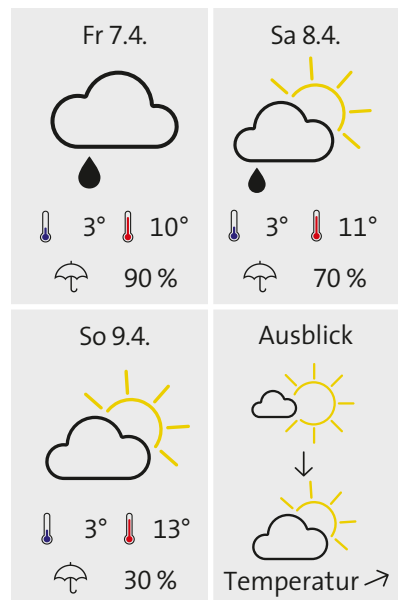 Fr 7.4.
3° 10°
90 %
Sa 8.4.
3° 11°
70 %
So 9.4.
3° 13°
30 %
Ausblick
Temperatur